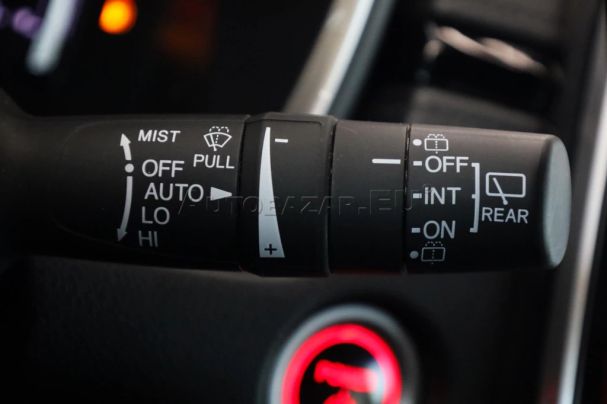 MIST
PULL
OFF
AUTO
LO
HI
-
+
OFF
INT
ON
REAR
AUTOBAZAR.EU